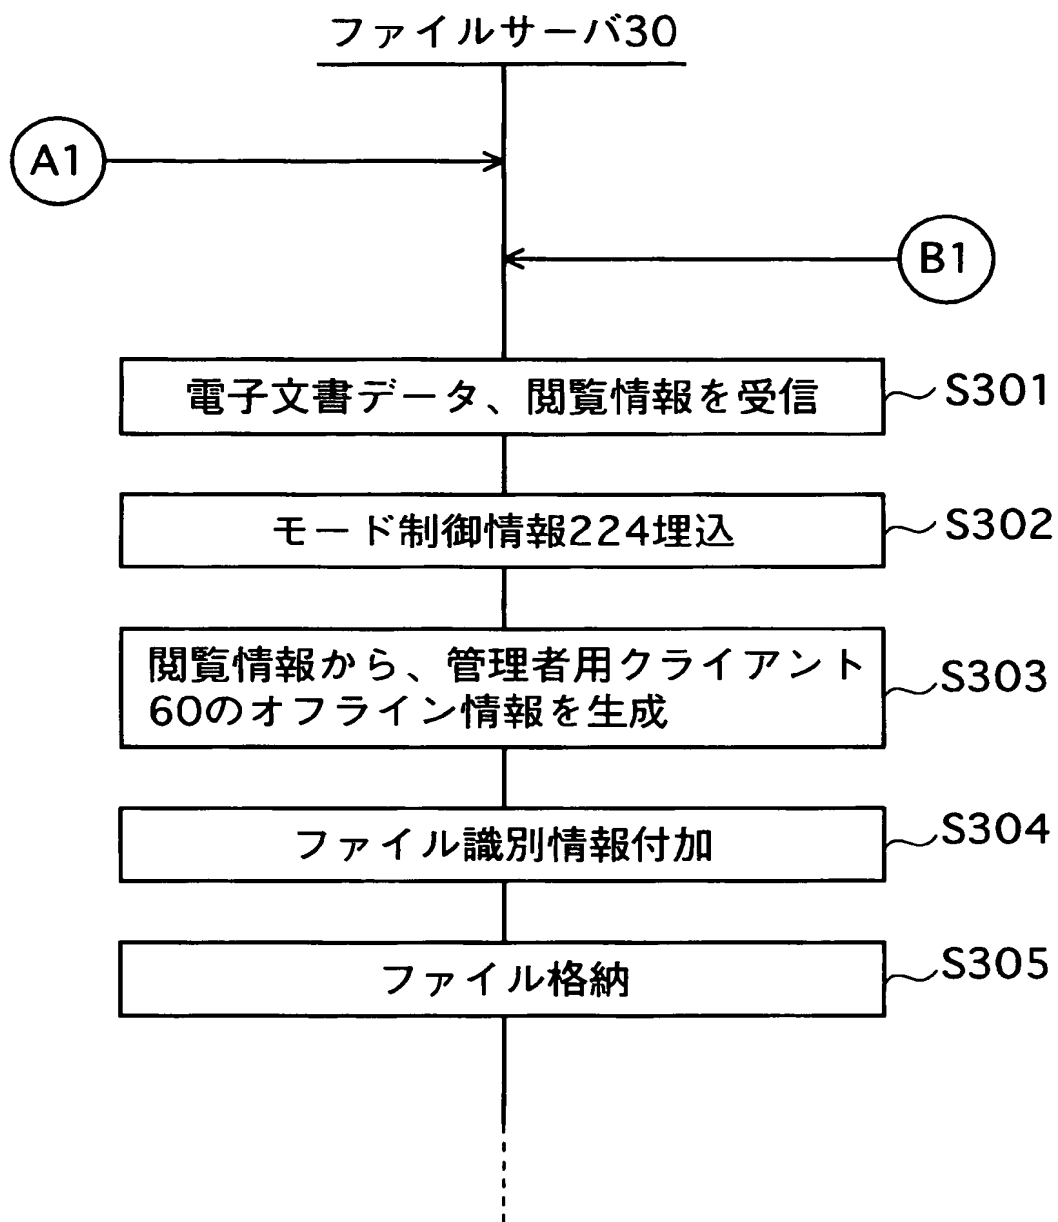 ファイルサーバ30
A1
B1
電子文書データ、閲覧情報を受信
S301
モード制御情報224埋込
S302
閲覧情報から、管理者用クライアント
60のオフライン情報を生成
S303
ファイル識別情報付加
S304
ファイル格納
S305